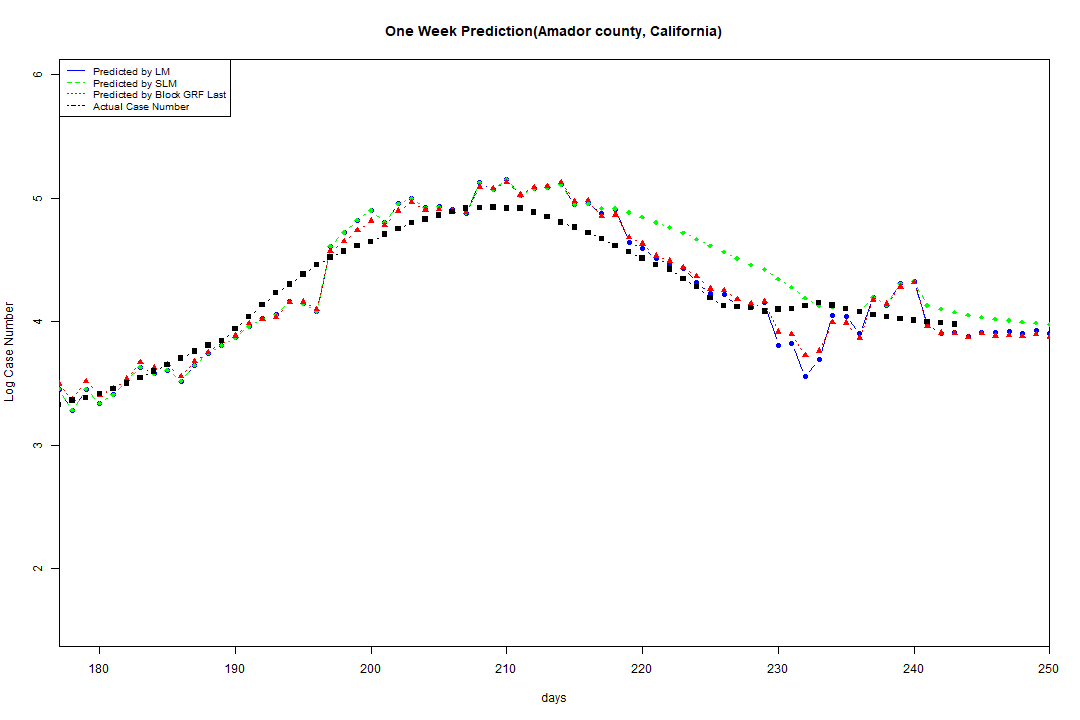 One Week Prediction(Amador county, California)
Predicted by LM
Predicted by SLM
Predicted by Block GRF Last
Actual Case Number
6
5
4
3
2
Log Case Number
180 190 200 210 220 230 240 250
days